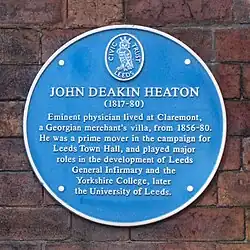 CIVIC TRUST
LEEDS
JOHN DEAKIN HEATON
(1817-80)
Eminent physician lived at Claremont,
a Georgian merchant's villa, from 1856-80.
He was a prime mover in the campaign for
Leeds Town Hall, and played major
roles in the development of Leeds
General Infirmary and the
Yorkshire College, later
the University of Leeds.